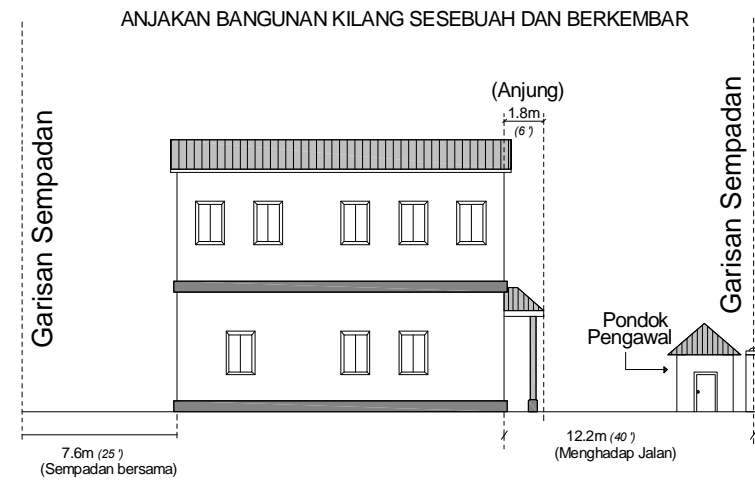 ANJAKAN BANGUNAN KILANG SESEBUAH DAN BERKEMBAR
Garisan Sempadan
(Anjung)
1.8m
(6')
Garisan Sempadan
Pondok
Pengawal
7.6m (25')
(Sempadan bersama)
12.2m (40')
(Menghadap Jalan)